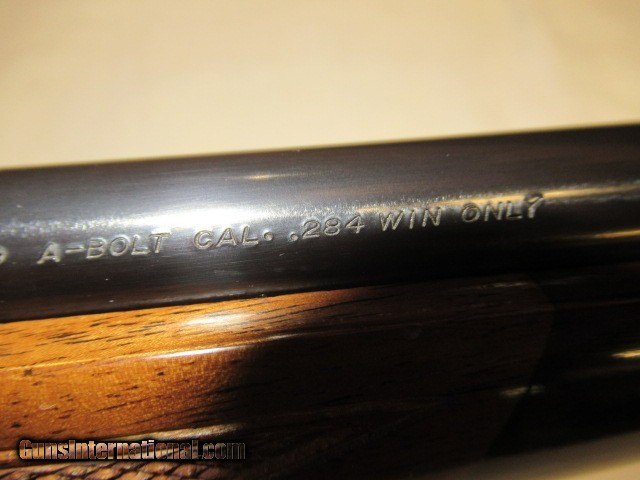 A-BOLT CAL. .284 WIN ONLY
GunsInternational.com